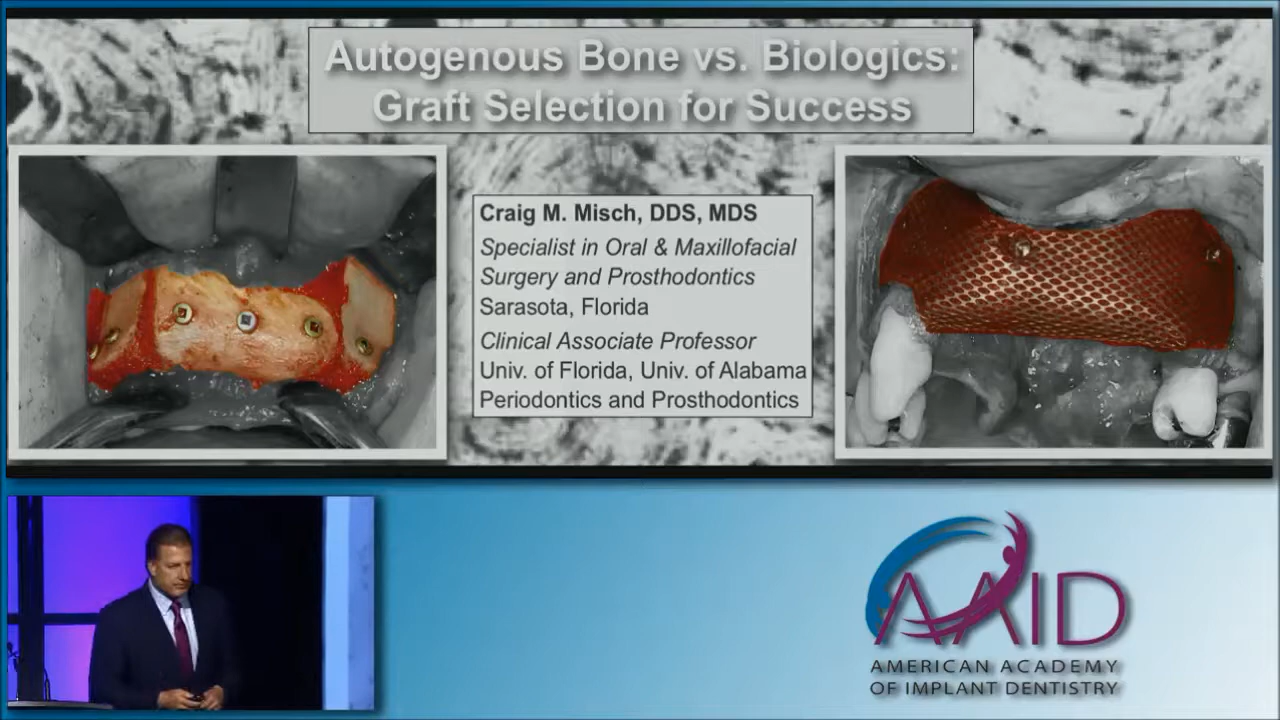 Autogenous Bone vs. Biologics:
Graft Selection for Success
Craig M. Misch, DDS, MDS
Specialist in Oral & Maxillofacial
Surgery and Prosthodontics
Sarasota, Florida
Clinical Associate Professor
Univ. of Florida, Univ. of Alabama
Periodontics and Prosthodontics
AAID
AMERICAN ACADEMY
OF IMPLANT DENTISTRY